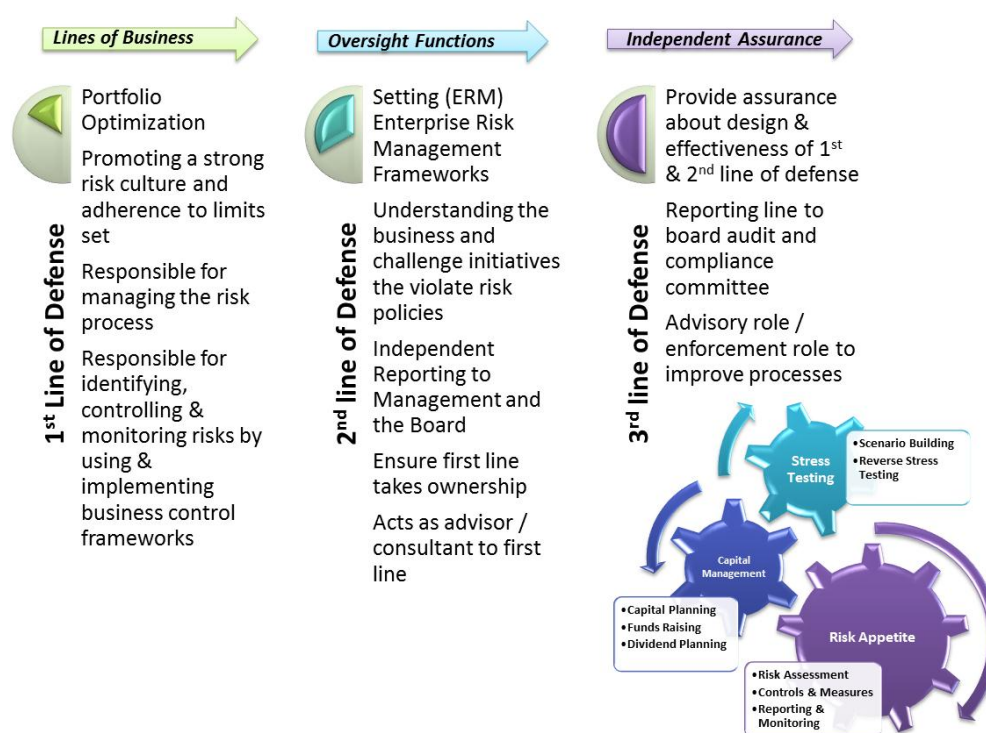 Lines of Business
Oversight Functions
Independent Assurance
1st Line of Defense
Portfolio
Optimization
Promoting a strong
risk culture and
adherence to limits
set
Responsible for
managing the risk
process
Responsible for
identifying,
controlling &
monitoring risks by
using &
implementing
business control
frameworks
2nd line of Defense
Setting (ERM)
Enterprise Risk
Management
Frameworks
Understanding the
business and
challenge initiatives
the violate risk
policies
Independent
Reporting to
Management and
the Board
Ensure first line
takes ownership
Acts as advisor /
consultant to first
line
3rd line of Defense
Provide assurance
about design &
effectiveness of 1st
& 2nd line of defense
Reporting line to
board audit and
compliance
committee
Advisory role /
enforcement role to
improve processes
Stress
Testing
•Scenario Building
•Reverse Stress
Testing
Capital
Management
•Capital Planning
•Funds Raising
•Dividend Planning
Risk Appetite
•Risk Assessment
•Controls & Measures
•Reporting &
Monitoring